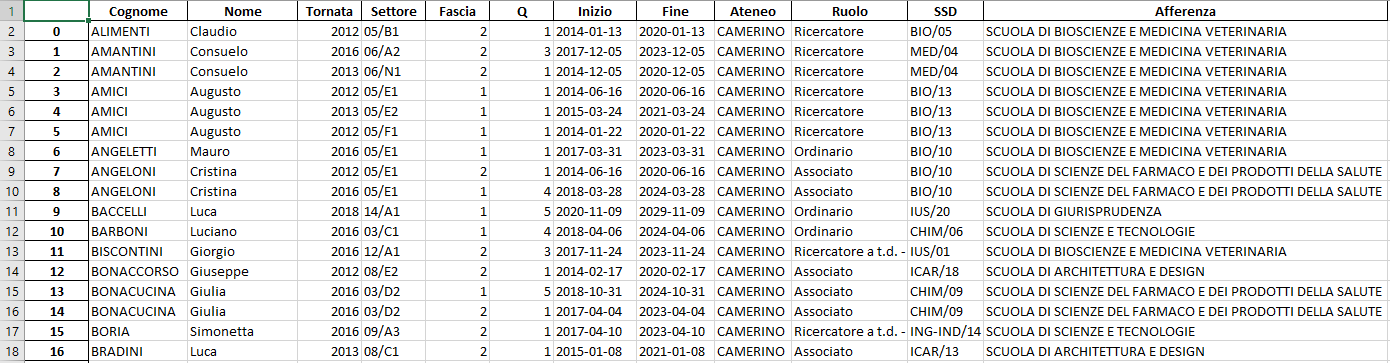 1 Cognome Nome Tornata Settore Fascia Q Inizio Fine Ateneo Ruolo SSD Afferenza
2 0 ALIMENTI Claudio 2012 05/B1 2 1 2014-01-13 2020-01-13 CAMERINO Ricercatore BIO/05 SCUOLA DI BIOSCIENZE E MEDICINA VETERINARIA
3 1 AMANTINI Consuelo 2016 06/A2 2 3 2017-12-05 2023-12-05 CAMERINO Ricercatore MED/04 SCUOLA DI BIOSCIENZE E MEDICINA VETERINARIA
4 2 AMANTINI Consuelo 2013 06/N1 2 1 2014-12-05 2020-12-05 CAMERINO Ricercatore MED/04 SCUOLA DI BIOSCIENZE E MEDICINA VETERINARIA
5 3 AMICI Augusto 2012 05/E1 1 1 2014-06-16 2020-06-16 CAMERINO Ricercatore BIO/13 SCUOLA DI BIOSCIENZE E MEDICINA VETERINARIA
6 4 AMICI Augusto 2013 05/E2 1 1 2015-03-24 2021-03-24 CAMERINO Ricercatore BIO/13 SCUOLA DI BIOSCIENZE E MEDICINA VETERINARIA
7 5 AMICI Augusto 2012 05/F1 1 1 2014-01-22 2020-01-22 CAMERINO Ricercatore BIO/13 SCUOLA DI BIOSCIENZE E MEDICINA VETERINARIA
8 6 ANGELETTI Mauro 2016 05/E1 1 1 2017-03-31 2023-03-31 CAMERINO Ordinario BIO/10 SCUOLA DI BIOSCIENZE E MEDICINA VETERINARIA
9 7 ANGELONI Cristina 2012 05/E1 2 1 2014-06-16 2020-06-16 CAMERINO Associato BIO/10 SCUOLA DI SCIENZE DEL FARMACO E DEI PRODOTTI DELLA SALUTE
10 8 ANGELONI Cristina 2016 05/E1 1 4 2018-03-28 2024-03-28 CAMERINO Associato BIO/10 SCUOLA DI SCIENZE DEL FARMACO E DEI PRODOTTI DELLA SALUTE
11 9 BACCELLI Luca 2018 14/A1 1 5 2020-11-09 2029-11-09 CAMERINO Ordinario IUS/20 SCUOLA DI GIURISPRUDENZA
12 10 BARBONI Luciano 2016 03/C1 1 4 2018-04-06 2024-04-06 CAMERINO Ordinario CHIM/06 SCUOLA DI SCIENZE E TECNOLOGIE
13 11 BISCONTINI Giorgio 2016 12/A1 2 3 2017-11-24 2023-11-24 CAMERINO Ricercatore a t.d. - IUS/01 SCUOLA DI BIOSCIENZE E MEDICINA VETERINARIA
14 12 BONACCORSO Giuseppe 2012 08/E2 2 1 2014-02-17 2020-02-17 CAMERINO Associato ICAR/18 SCUOLA DI ARCHITETTURA E DESIGN
15 13 BONACUCINA Giulia 2016 03/D2 1 5 2018-10-31 2024-10-31 CAMERINO Associato CHIM/09 SCUOLA DI SCIENZE DEL FARMACO E DEI PRODOTTI DELLA SALUTE
16 14 BONACUCINA Giulia 2016 03/D2 2 1 2017-04-04 2023-04-04 CAMERINO Associato CHIM/09 SCUOLA DI SCIENZE DEL FARMACO E DEI PRODOTTI DELLA SALUTE
17 15 BORIA Simonetta 2016 09/A3 2 1 2017-04-10 2023-04-10 CAMERINO Ricercatore a t.d. - ING-IND/14 SCUOLA DI SCIENZE E TECNOLOGIE
18 16 BRADINI Luca 2013 08/C1 2 1 2015-01-08 2021-01-08 CAMERINO Associato ICAR/13 SCUOLA DI ARCHITETTURA E DESIGN